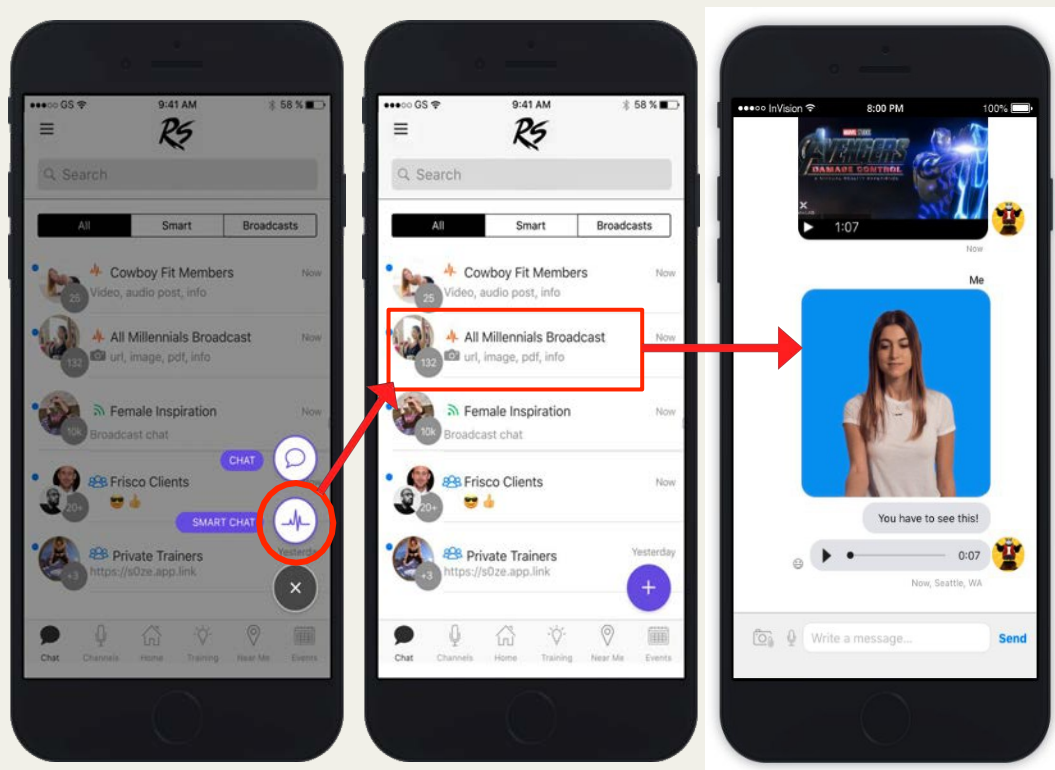 GS 9:41 AM 58 %
RS
Search
All Smart Broadcasts
Cowboy Fit Members Now
25 Video, audio post, info
All Millennials Broadcast Now
132 url, image, pdf, info
Female Inspiration Now
10k Broadcast chat
CHAT
Frisco Clients Now
20+ 😎👍
SMART CHAT
Private Trainers Yesterday
+3 https://s0ze.app.link
Chat Channels Home Training Near Me Events
GS 9:41 AM 58 %
RS
Search
All Smart Broadcasts
Cowboy Fit Members Now
25 Video, audio post, info
All Millennials Broadcast Now
132 url, image, pdf, info
Female Inspiration Now
10k Broadcast chat
Frisco Clients Now
20+ 😎👍
Private Trainers Yesterday
+3 https://s0ze.app.link
Chat Channels Home Training Near Me Events
InVision 8:00 PM 100%
AVENGERS
DAMAGE CONTROL
1:07
Now
Me
You have to see this!
0:07
Now, Seattle, WA
Write a message... Send